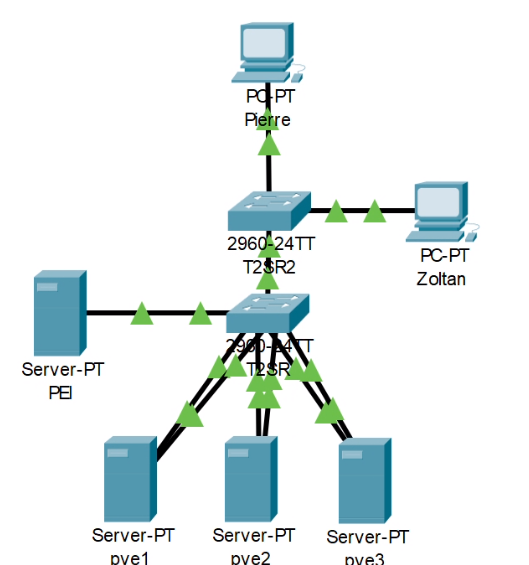 PC-PT
Pierre
2960-24TT
T2SR2
PC-PT
Zoltan
2960-24TT
T2SR
Server-PT
PEI
Server-PT
pve1
Server-PT
pve2
Server-PT
pve3